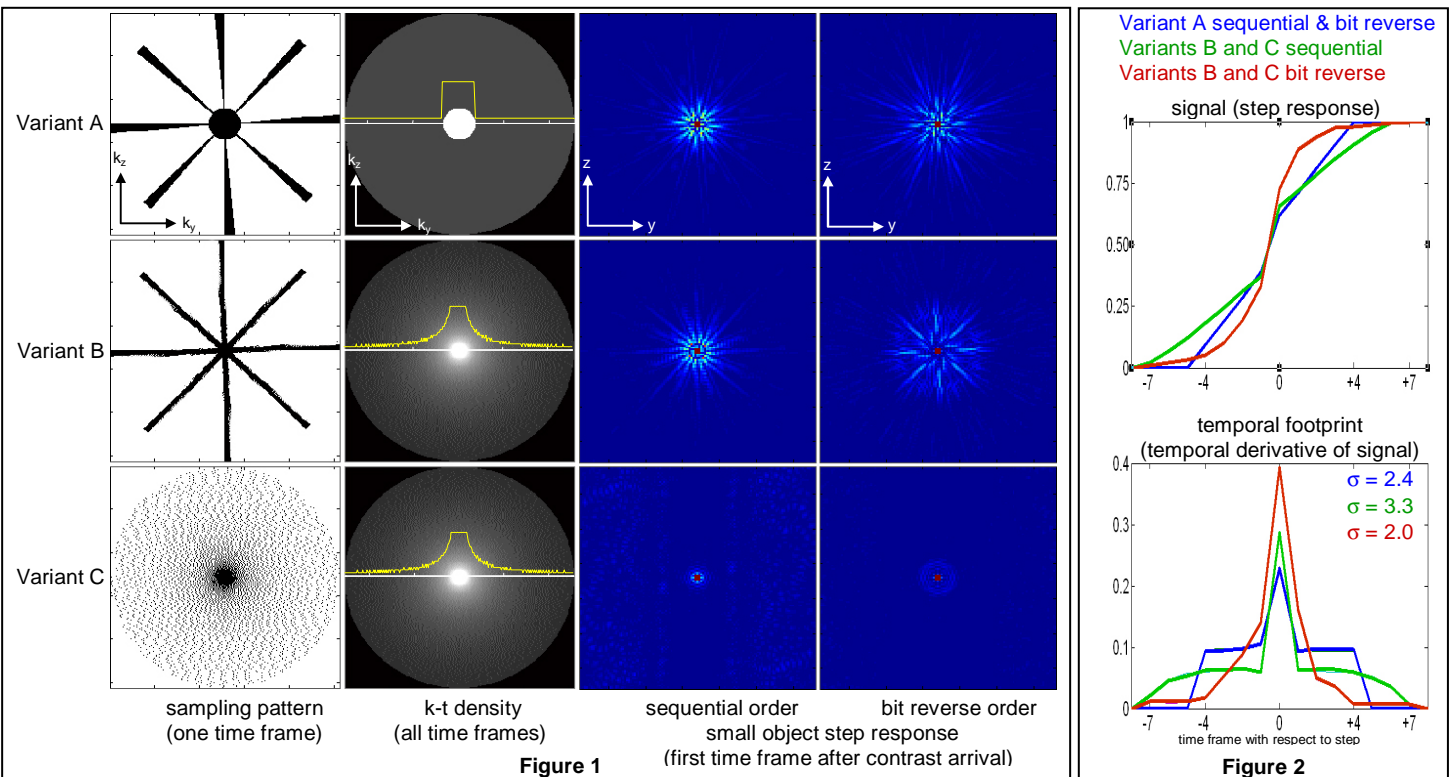 Variant A
k_z
k_y
k_z
k_y
z
y
z
y
Variant B
Variant C
sampling pattern
(one time frame)
k-t density
(all time frames)
sequential order
bit reverse order
small object step response
(first time frame after contrast arrival)
Figure 1
Variant A sequential & bit reverse
Variants B and C sequential
Variants B and C bit reverse
signal (step response)
1
0.75
0.50
0.25
0
-7 -4 0 +4 +7
temporal footprint
(temporal derivative of signal)
0.4
0.3
0.2
0.1
0
σ = 2.4
σ = 3.3
σ = 2.0
-7 -4 0 +4 +7
time frame with respect to step
Figure 2